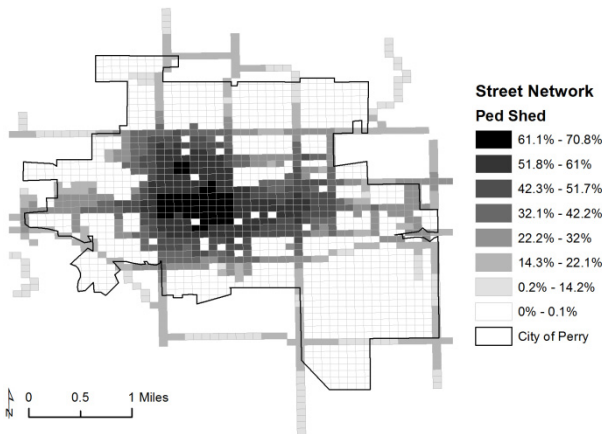 Street Network
Ped Shed
61.1% - 70.8%
51.8% - 61%
42.3% - 51.7%
32.1% - 42.2%
22.2% - 32%
14.3% - 22.1%
0.2% - 14.2%
0% - 0.1%
City of Perry
N
0 0.5 1 Miles